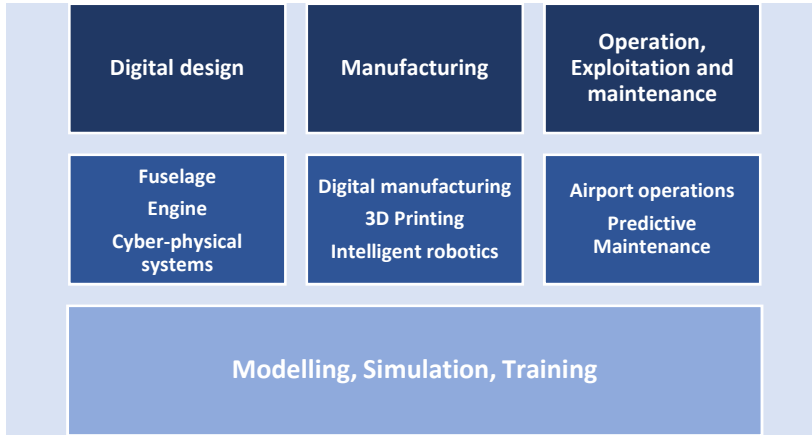 Digital design
Manufacturing
Operation,
Exploitation and
maintenance
Fuselage
Engine
Cyber-physical
systems
Digital manufacturing
3D Printing
Intelligent robotics
Airport operations
Predictive
Maintenance
Modelling, Simulation, Training